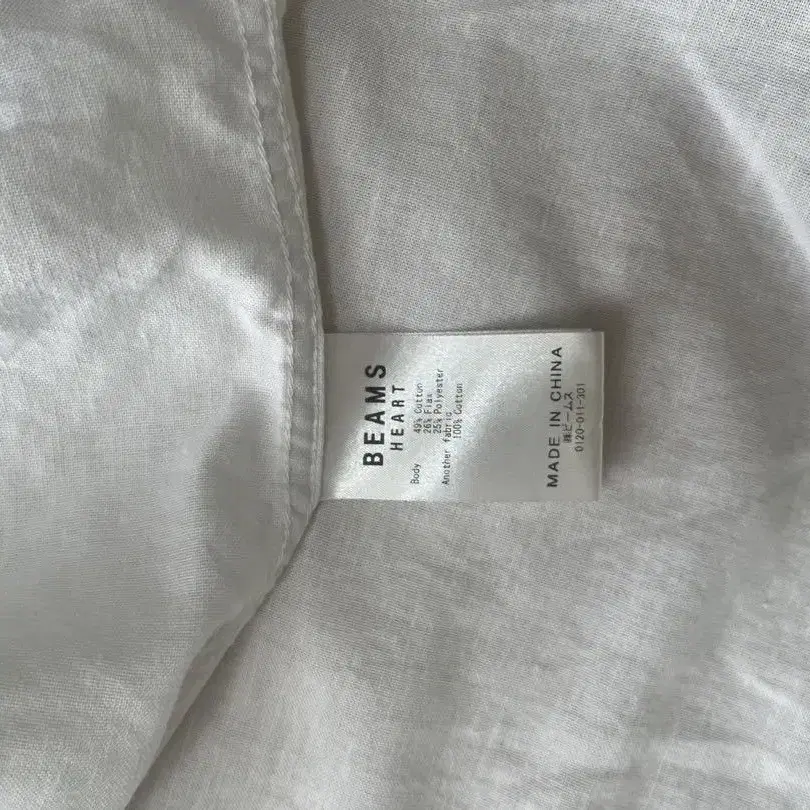 BEAMS
HEART
Body
49% Cotton
26% Flax
25% Polyester
Another fabric
100% Cotton
MADE IN CHINA
㈱ビームス
0120-011-301